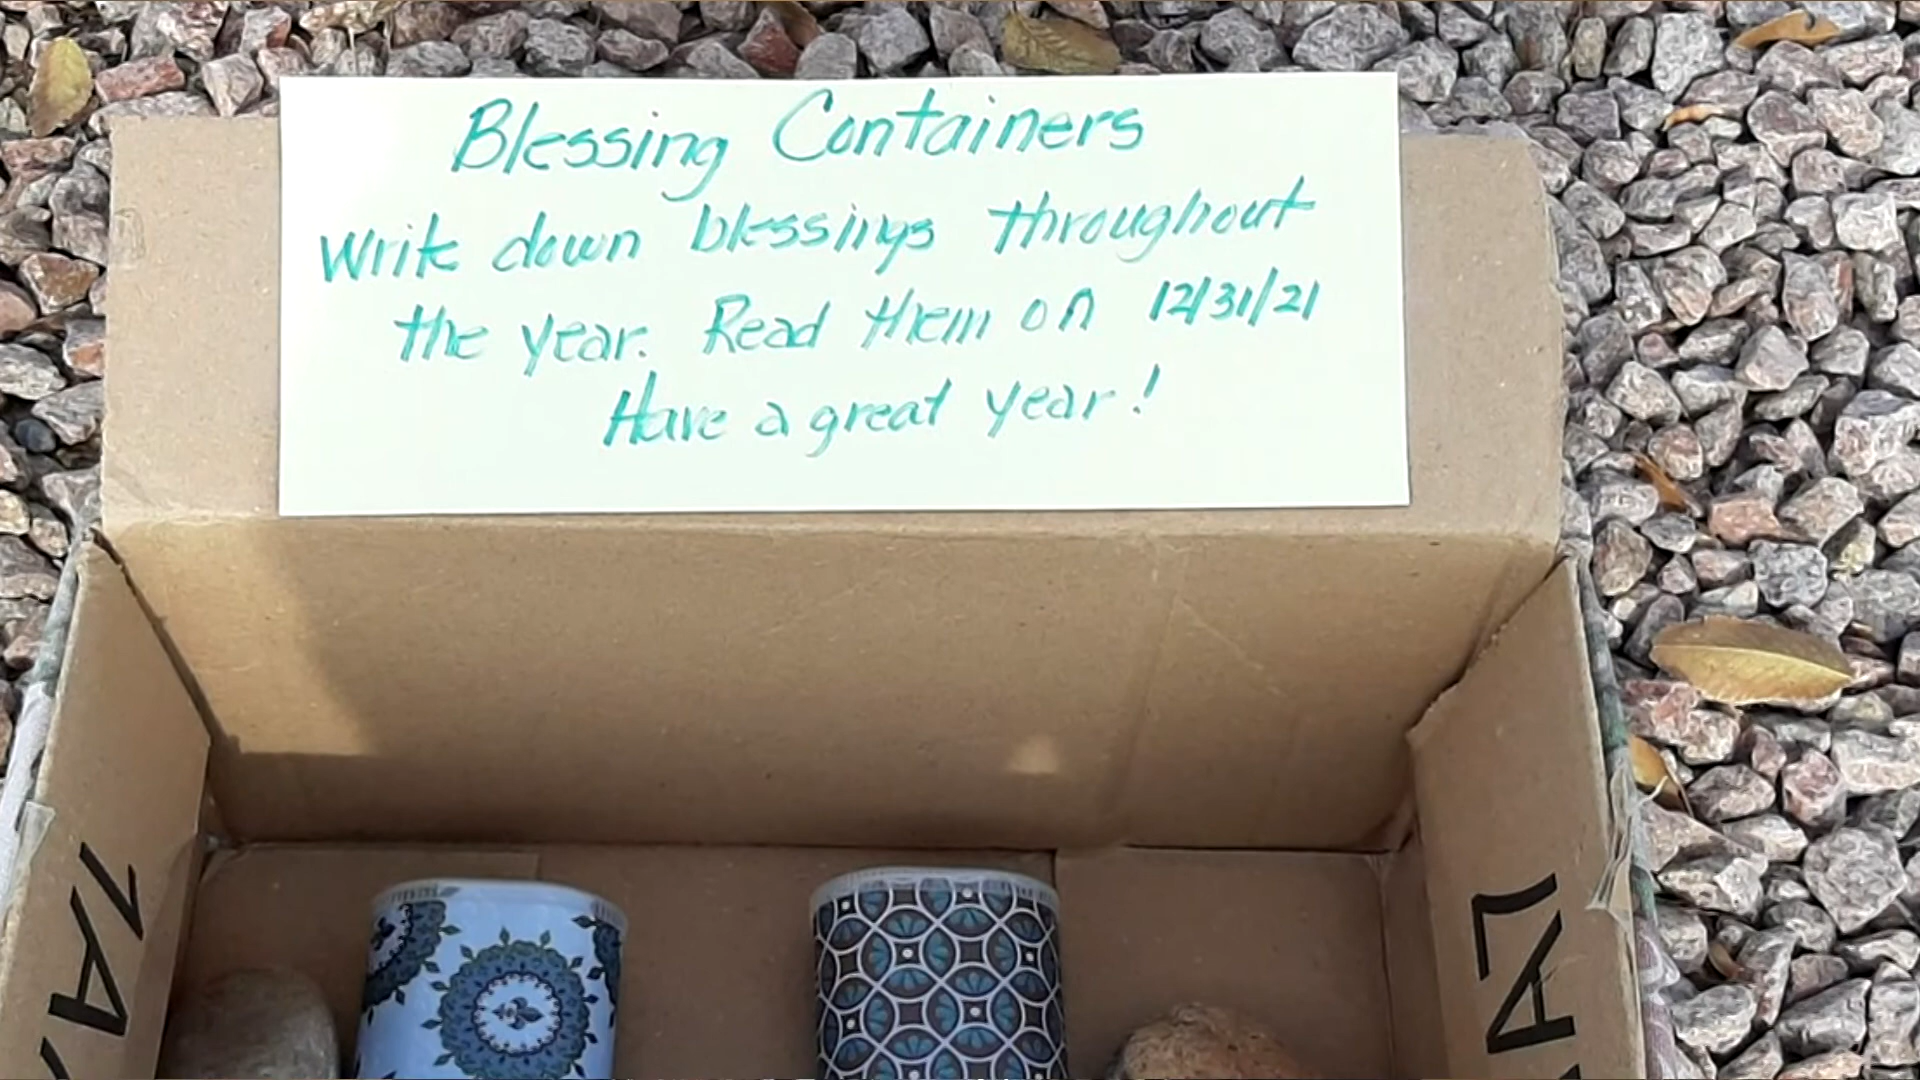 Blessing Containers
Write down blessings throughout
the year. Read them on 12/31/21
Have a great year!